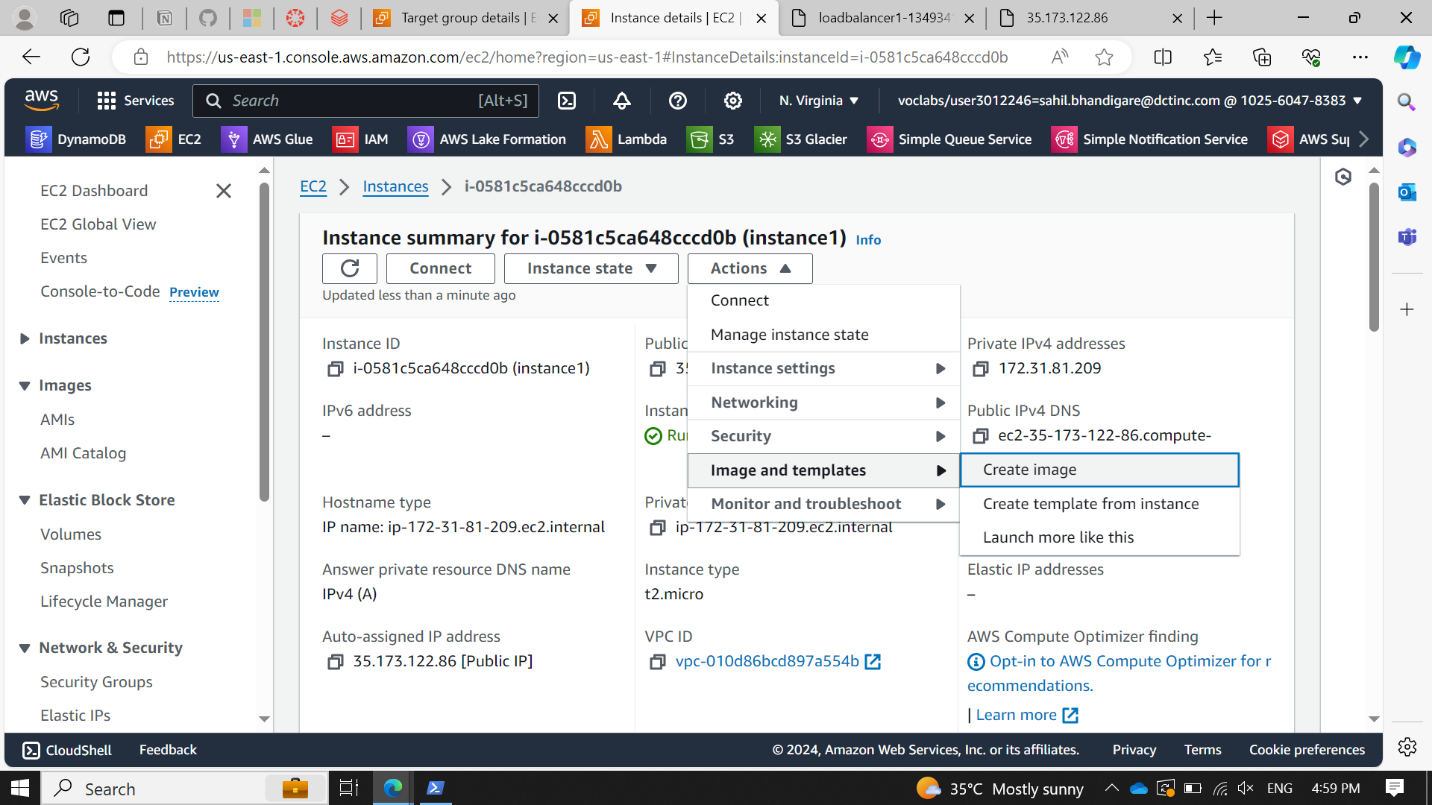 Target group details | E
Instance details | EC2 |
loadbalancer1-134934
35.173.122.86
https://us-east-1.console.aws.amazon.com/ec2/home?region=us-east-1#InstanceDetails:instanceId=i-0581c5ca648cccd0b
aws
Services
Search [Alt+S]
N. Virginia
voclabs/user3012246=sahil.bhandigare@dctinc.com @ 1025-6047-8383
DynamoDB
EC2
AWS Glue
IAM
AWS Lake Formation
Lambda
S3
S3 Glacier
Simple Queue Service
Simple Notification Service
AWS Sup
EC2 Dashboard
EC2 Global View
Events
Console-to-Code Preview
Instances
Images
AMIs
AMI Catalog
Elastic Block Store
Volumes
Snapshots
Lifecycle Manager
Network & Security
Security Groups
Elastic IPs
EC2 > Instances > i-0581c5ca648cccd0b
Instance summary for i-0581c5ca648cccd0b (instance1) Info
Connect
Instance state
Actions
Updated less than a minute ago
Connect
Manage instance state
Instance settings
Networking
Security
Image and templates
Monitor and troubleshoot
Create image
Create template from instance
Launch more like this
Instance ID
i-0581c5ca648cccd0b (instance1)
Public
35
Private IPv4 addresses
172.31.81.209
IPv6 address
–
Instan
Run
Public IPv4 DNS
ec2-35-173-122-86.compute-
Hostname type
IP name: ip-172-31-81-209.ec2.internal
Privat
ip-172-31-81-209.ec2.internal
Answer private resource DNS name
IPv4 (A)
Instance type
t2.micro
Elastic IP addresses
–
Auto-assigned IP address
35.173.122.86 [Public IP]
VPC ID
vpc-010d86bcd897a554b
AWS Compute Optimizer finding
Opt-in to AWS Compute Optimizer for r
ecommendations.
| Learn more
CloudShell
Feedback
© 2024, Amazon Web Services, Inc. or its affiliates.
Privacy
Terms
Cookie preferences
Search
35°C Mostly sunny
ENG
4:59 PM